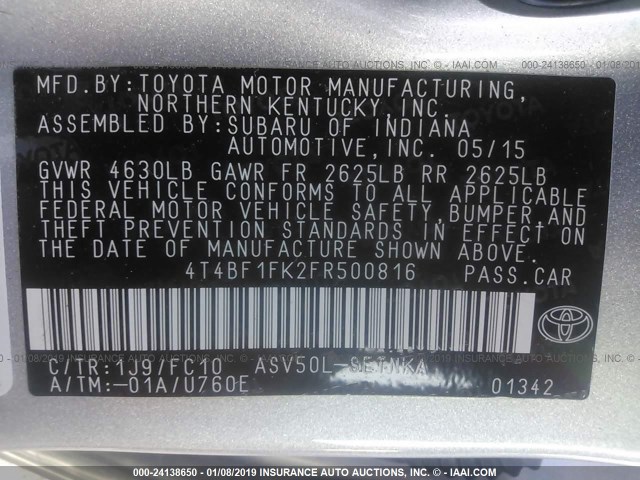 MFD.BY:TOYOTA MOTOR MANUFACTURING,
NORTHERN KENTUCKY,INC.
ASSEMBLED BY:SUBARU OF INDIANA
AUTOMOTIVE,INC. 05/15
GVWR 4630LB GAWR FR 2625LB RR 2625LB
THIS VEHICLE CONFORMS TO ALL APPLICABLE
FEDERAL MOTOR VEHICLE SAFETY,BUMPER,AND
THEFT PREVENTION STANDARDS IN EFFECT ON
THE DATE OF MANUFACTURE SHOWN ABOVE.
4T4BF1FK2FR500816 PASS.CAR
C/TR:1J9/FC10 ASV50L-SETNKA
A/TM:-01A/U760E 01342
000-24138650 - 01/08/2019 - INSURANCE AUTO AUCTIONS - IAAI.COM